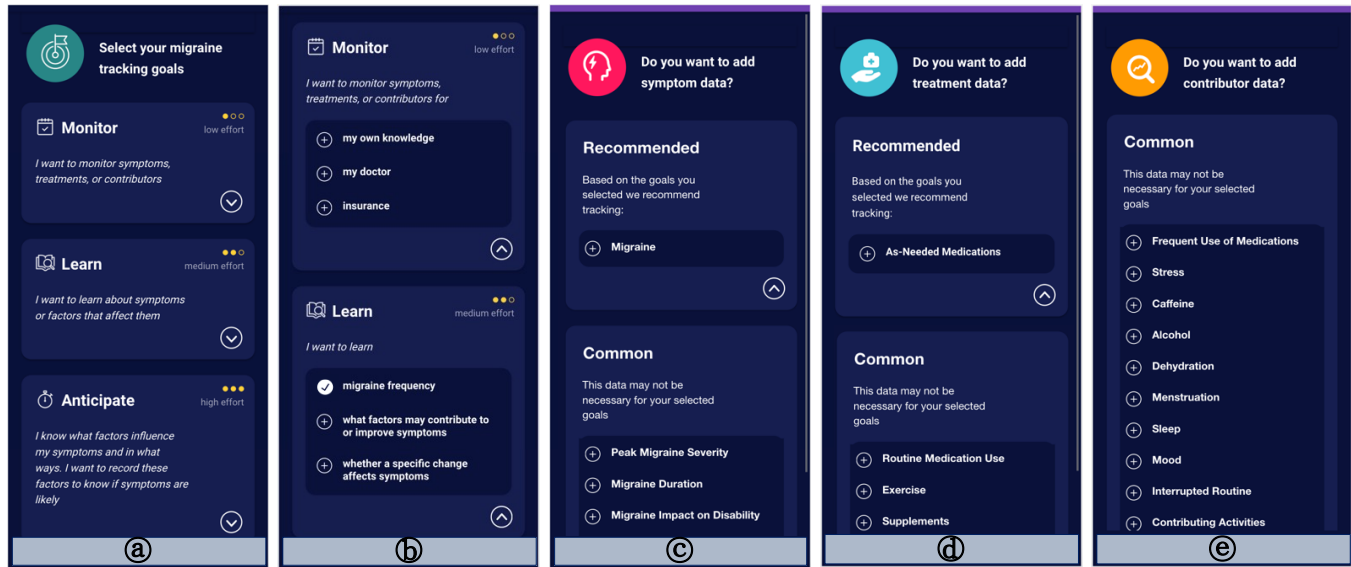 Select your migraine
tracking goals
Monitor
low effort
I want to monitor symptoms,
treatments, or contributors
Learn
medium effort
I want to learn about symptoms
or factors that affect them
Anticipate
high effort
I know what factors influence
my symptoms and in what
ways. I want to record these
factors to know if symptoms are
likely
ⓐ
Monitor
low effort
I want to monitor symptoms,
treatments, or contributors for
my own knowledge
my doctor
insurance
Learn
medium effort
I want to learn
migraine frequency
what factors may contribute to
or improve symptoms
whether a specific change
affects symptoms
ⓑ
Do you want to add
symptom data?
Recommended
Based on the goals you
selected we recommend
tracking:
Migraine
Common
This data may not be
necessary for your selected
goals
Peak Migraine Severity
Migraine Duration
Migraine Impact on Disability
ⓒ
Do you want to add
treatment data?
Recommended
Based on the goals you
selected we recommend
tracking:
As-Needed Medications
Common
This data may not be
necessary for your selected
goals
Routine Medication Use
Exercise
Supplements
ⓓ
Do you want to add
contributor data?
Common
This data may not be
necessary for your selected
goals
Frequent Use of Medications
Stress
Caffeine
Alcohol
Dehydration
Menstruation
Sleep
Mood
Interrupted Routine
Contributing Activities
ⓔ